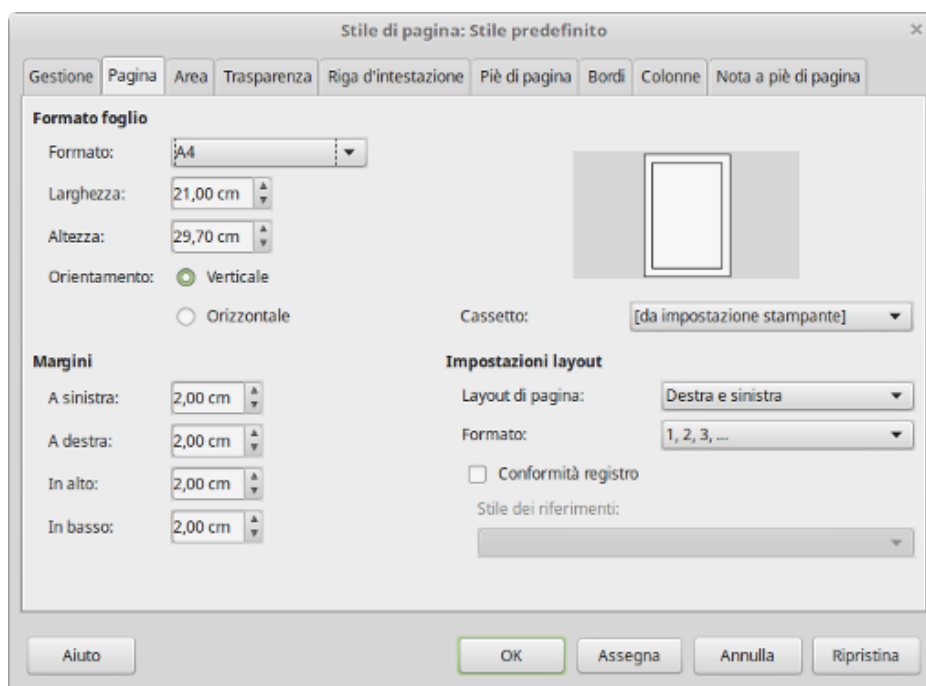 Stile di pagina: Stile predefinito
Gestione Pagina Area Trasparenza Riga d'intestazione Piè di pagina Bordi Colonne Nota a piè di pagina
Formato foglio
Formato: A4
Larghezza: 21,00 cm
Altezza: 29,70 cm
Orientamento: Verticale
Orizzontale
Cassetto: [da impostazione stampante]
Margini
A sinistra: 2,00 cm
A destra: 2,00 cm
In alto: 2,00 cm
In basso: 2,00 cm
Impostazioni layout
Layout di pagina: Destra e sinistra
Formato: 1, 2, 3, ...
Conformità registro
Stile dei riferimenti:
Aiuto OK Assegna Annulla Ripristina